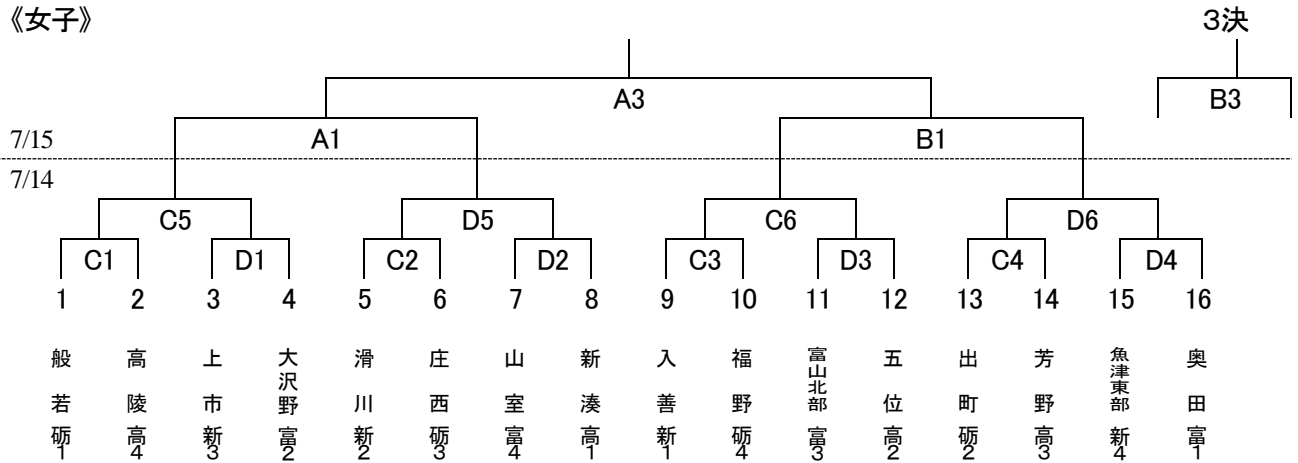 《女子》
3決
A3
B3
7/15
A1
B1
7/14
C5
D5
C6
D6
C1
D1
C2
D2
C3
D3
C4
D4
1
2
3
4
5
6
7
8
9
10
11
12
13
14
15
16
般若
砺1
高陵
高4
上市
新3
大沢野
富2
滑川
新2
庄西
砺3
山室
富4
新湊
高1
入善
新1
福野
砺4
富山北部
富3
五位
高2
出町
砺2
芳野
高3
魚津東部
新4
奥田
富1